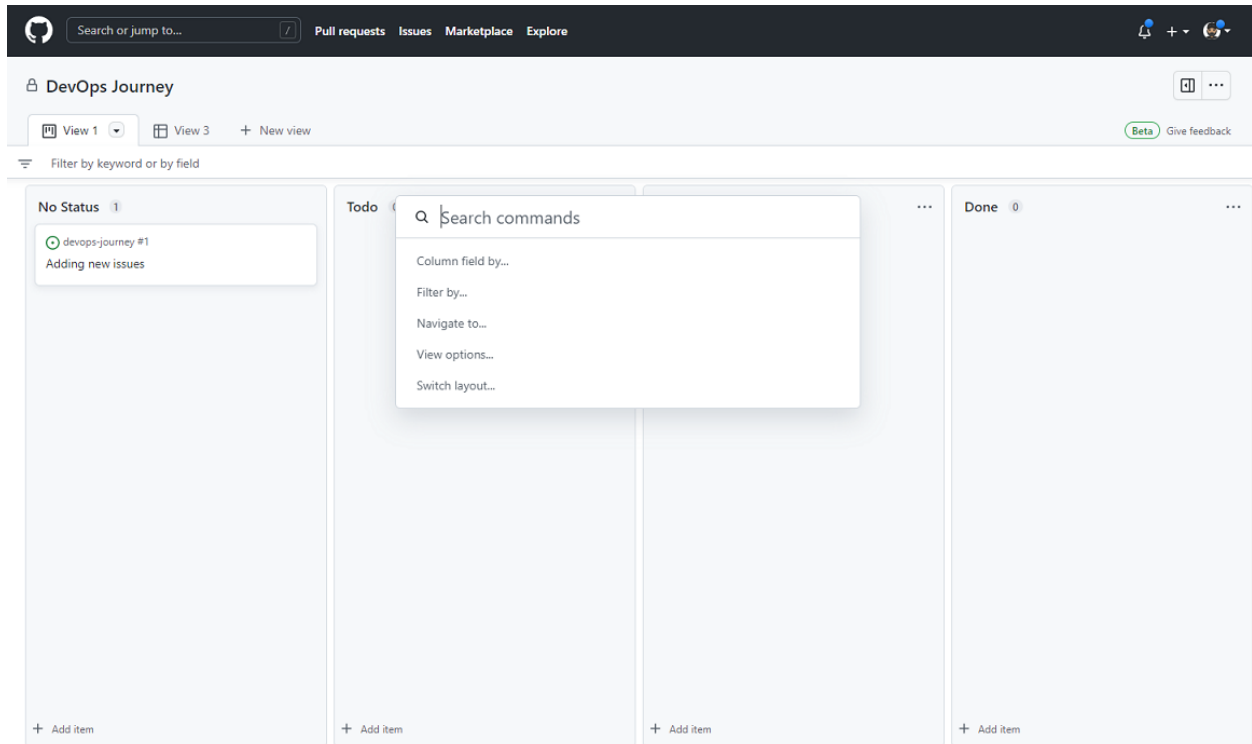 Search or jump to... / Pull requests Issues Marketplace Explore
DevOps Journey
View 1 View 3 + New view Beta Give feedback
Filter by keyword or by field
No Status 1
devops-journey #1
Adding new issues
+ Add item
Todo
+ Add item
+ Add item
Done 0
+ Add item
Search commands
Column field by...
Filter by...
Navigate to...
View options...
Switch layout...